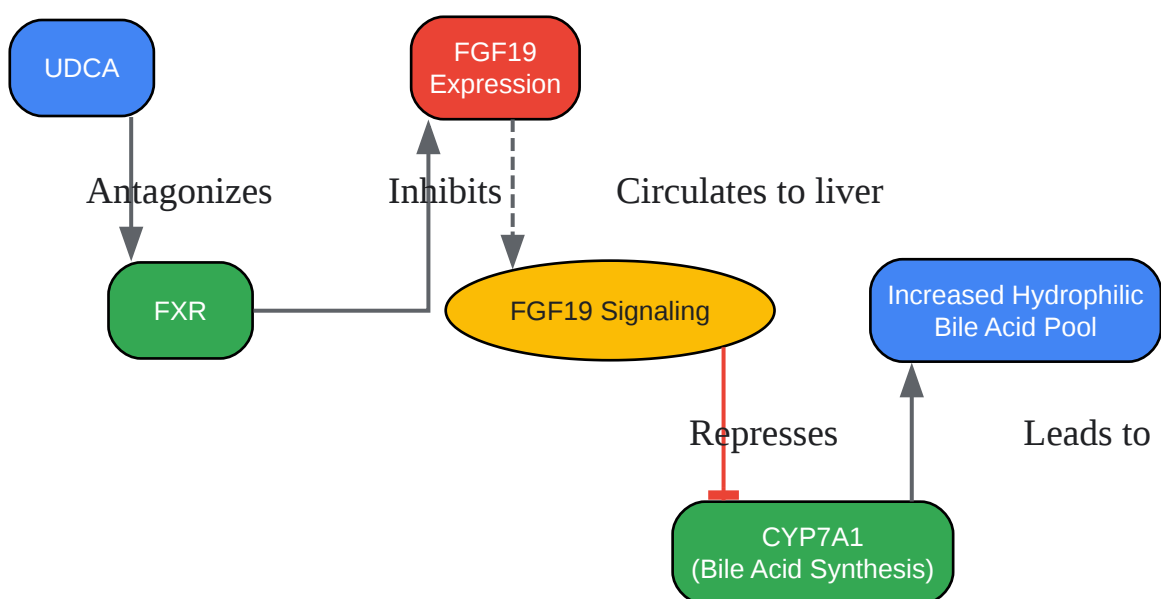 UDCA
FGF19
Expression
Antagonizes
Inhibits
Circulates to liver
FXR
FGF19 Signaling
Increased Hydrophilic
Bile Acid Pool
Represses
Leads to
CYP7A1
(Bile Acid Synthesis)